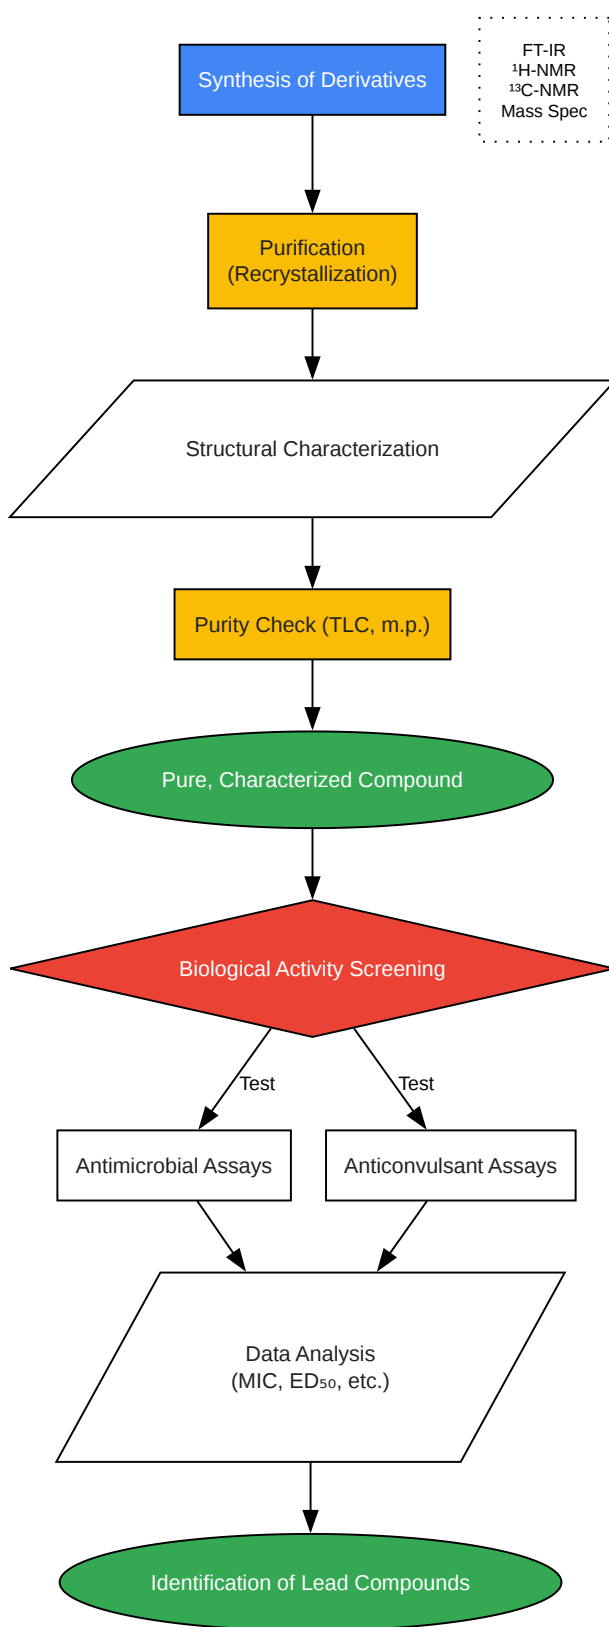 Synthesis of Derivatives
FT-IR
¹H-NMR
¹³C-NMR
Mass Spec
Purification
(Recrystallization)
Structural Characterization
Purity Check (TLC, m.p.)
Pure, Characterized Compound
Biological Activity Screening
Test
Test
Antimicrobial Assays
Anticonvulsant Assays
Data Analysis
(MIC, ED₅₀, etc.)
Identification of Lead Compounds